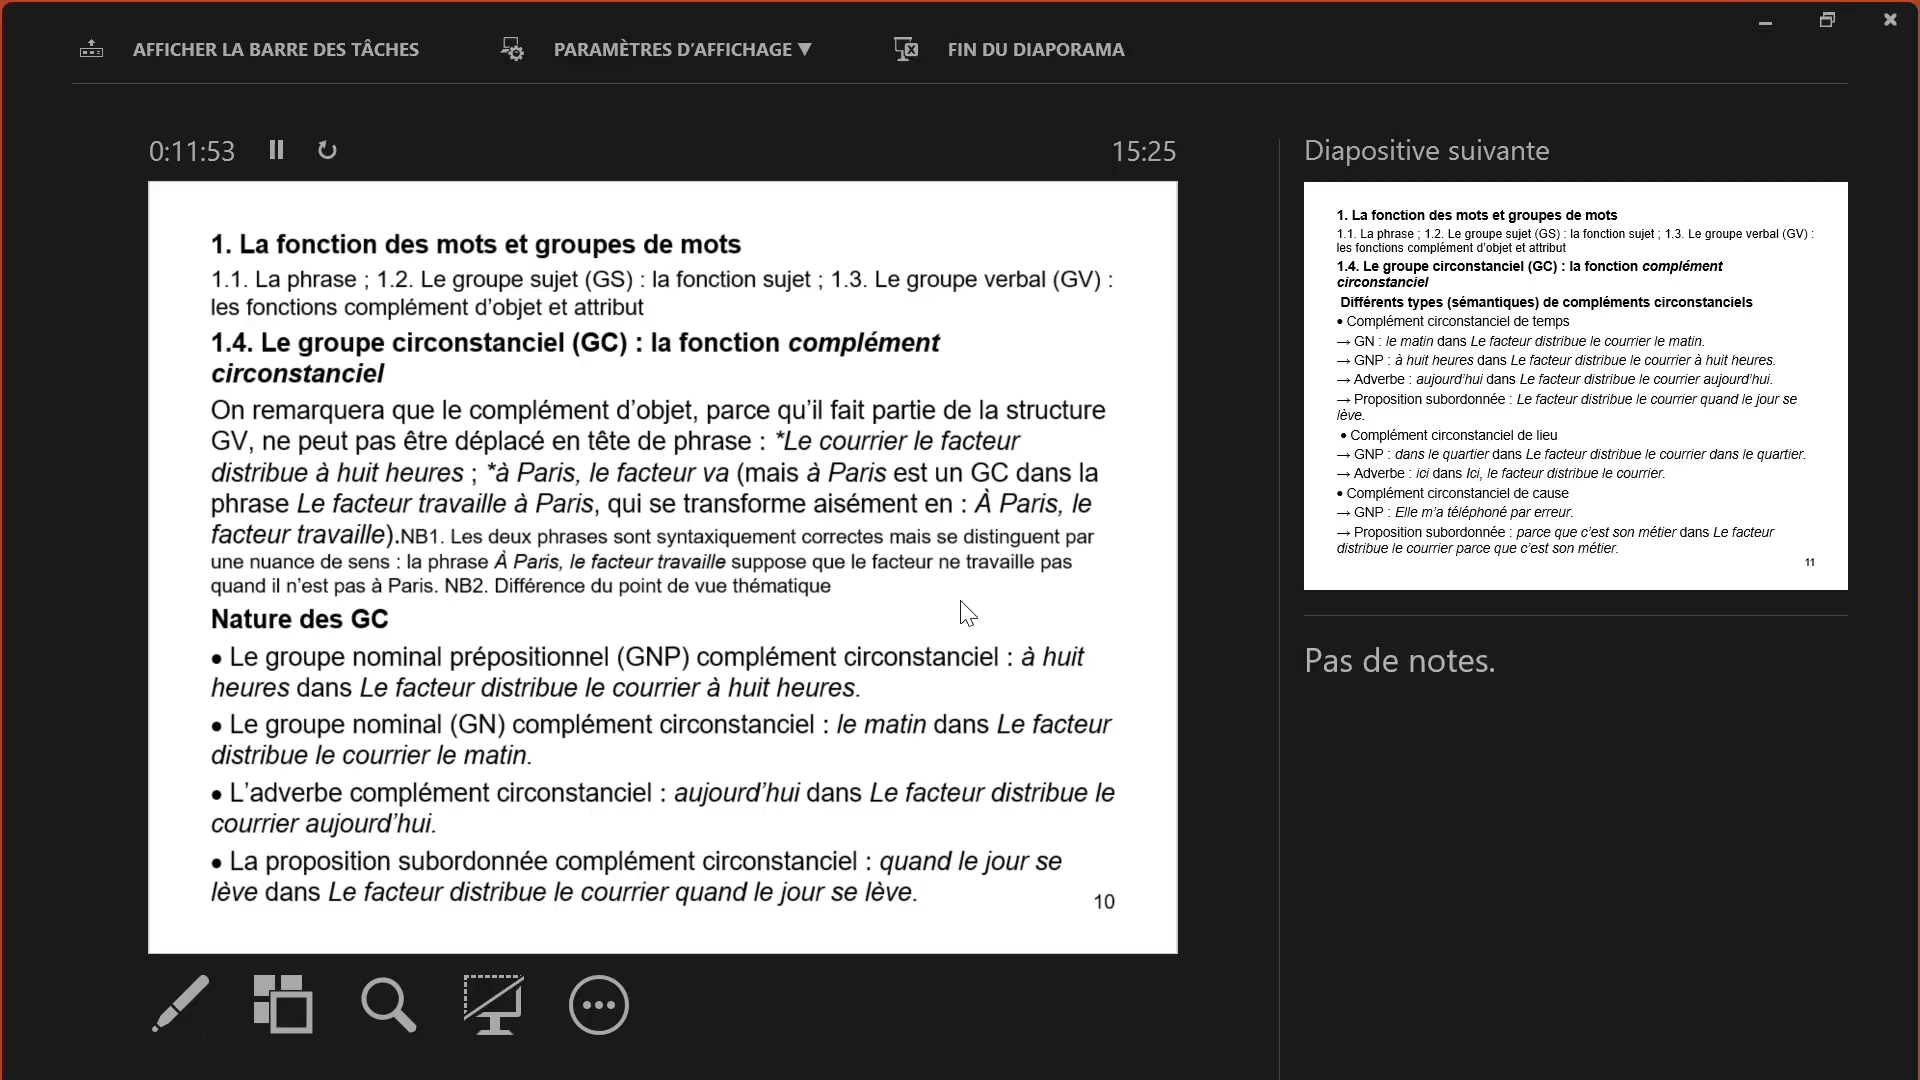 AFFICHER LA BARRE DES TÂCHES
PARAMÈTRES D'AFFICHAGE ▼
FIN DU DIAPORAMA
0:11:53
15:25
1. La fonction des mots et groupes de mots
1.1. La phrase ; 1.2. Le groupe sujet (GS) : la fonction sujet ; 1.3. Le groupe verbal (GV) :
les fonctions complément d'objet et attribut
1.4. Le groupe circonstanciel (GC) : la fonction complément
circonstanciel
On remarquera que le complément d'objet, parce qu'il fait partie de la structure
GV, ne peut pas être déplacé en tête de phrase : *Le courrier le facteur
distribue à huit heures ; *à Paris, le facteur va (mais à Paris est un GC dans la
phrase Le facteur travaille à Paris, qui se transforme aisément en : À Paris, le
facteur travaille).NB1. Les deux phrases sont syntaxiquement correctes mais se distinguent par
une nuance de sens : la phrase À Paris, le facteur travaille suppose que le facteur ne travaille pas
quand il n'est pas à Paris. NB2. Différence du point de vue thématique
Nature des GC
• Le groupe nominal prépositionnel (GNP) complément circonstanciel : à huit
heures dans Le facteur distribue le courrier à huit heures.
• Le groupe nominal (GN) complément circonstanciel : le matin dans Le facteur
distribue le courrier le matin.
• L'adverbe complément circonstanciel : aujourd'hui dans Le facteur distribue le
courrier aujourd'hui.
• La proposition subordonnée complément circonstanciel : quand le jour se
lève dans Le facteur distribue le courrier quand le jour se lève.
10
Diapositive suivante
1. La fonction des mots et groupes de mots
1.1. La phrase ; 1.2. Le groupe sujet (GS) : la fonction sujet ; 1.3. Le groupe verbal (GV) :
les fonctions complément d'objet et attribut
1.4. Le groupe circonstanciel (GC) : la fonction complément
circonstanciel
Différents types (sémantiques) de compléments circonstanciels
• Complément circonstanciel de temps
→ GN : le matin dans Le facteur distribue le courrier le matin.
→ GNP : à huit heures dans Le facteur distribue le courrier à huit heures.
→ Adverbe : aujourd'hui dans Le facteur distribue le courrier aujourd'hui.
→ Proposition subordonnée : Le facteur distribue le courrier quand le jour se
lève.
• Complément circonstanciel de lieu
→ GNP : dans le quartier dans Le facteur distribue le courrier dans le quartier.
→ Adverbe : ici dans Ici, le facteur distribue le courrier.
• Complément circonstanciel de cause
→ GNP : Elle m'a téléphoné par erreur.
→ Proposition subordonnée : parce que c'est son métier dans Le facteur
distribue le courrier parce que c'est son métier.
11
Pas de notes.